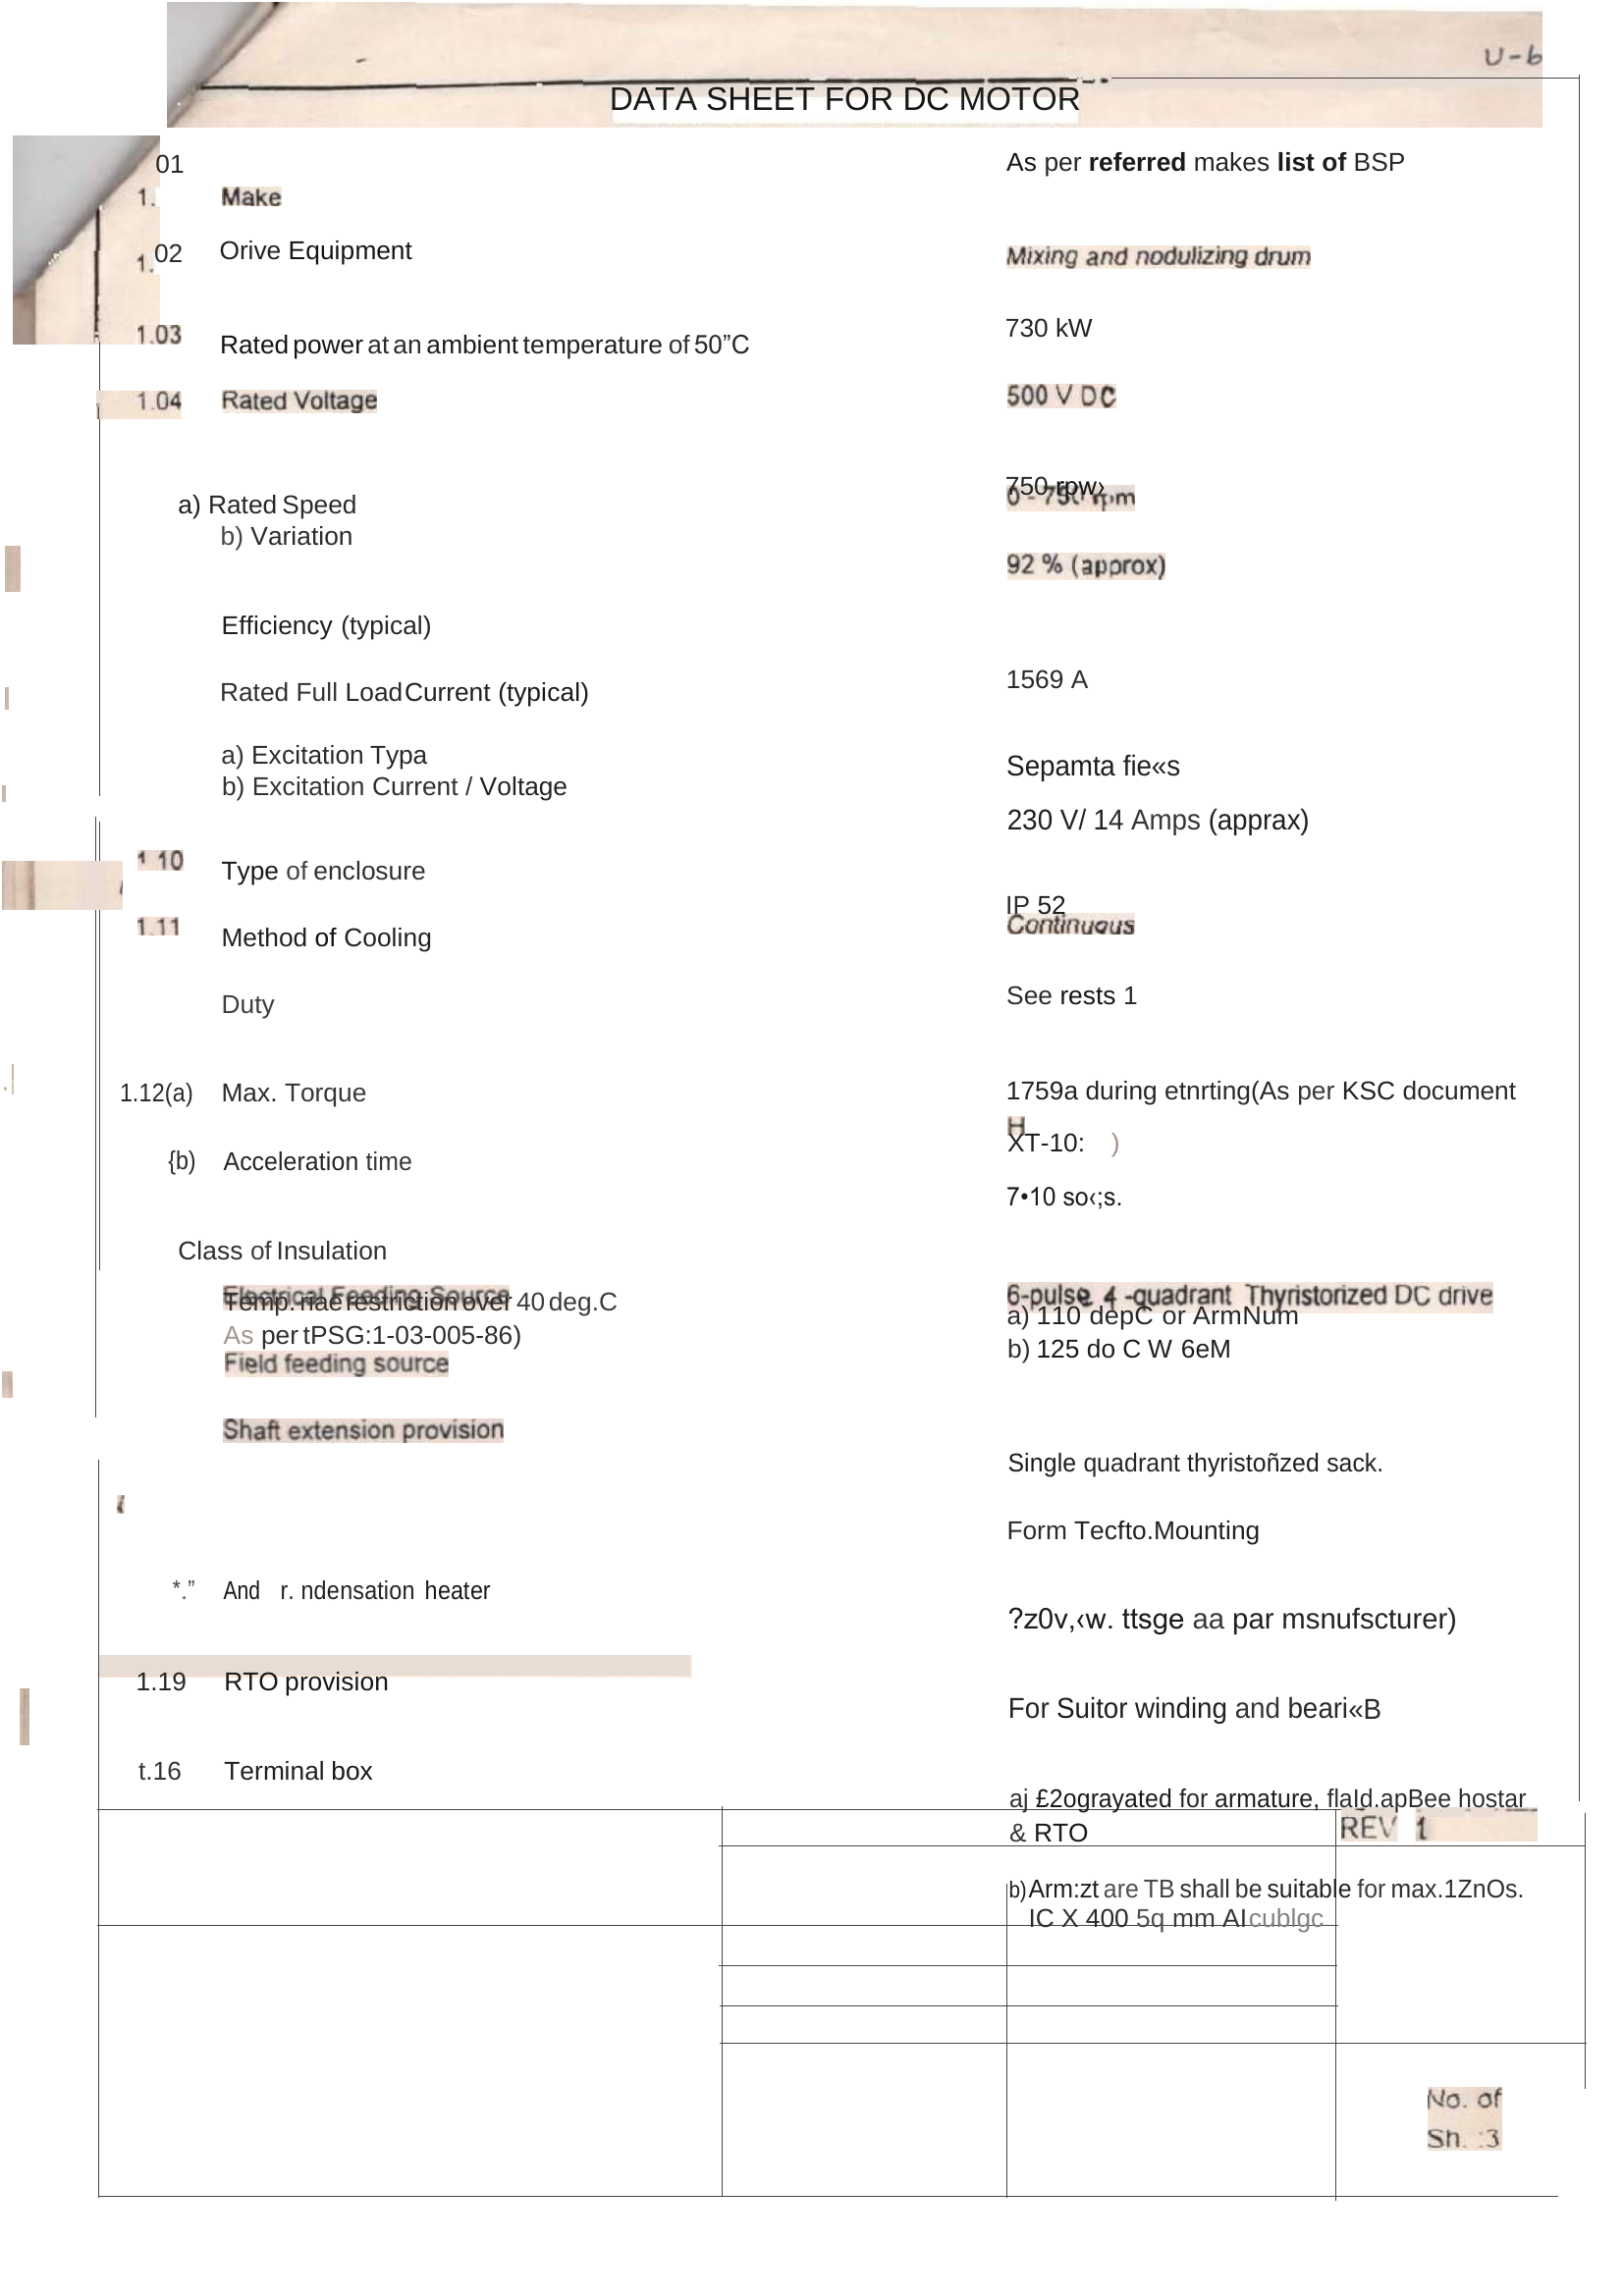 U-6
DATA SHEET FOR DC MOTOR
01 As per referred makes list of BSP
1. Make
02 Orive Equipment
1. Mixing and nodulizing drum
1.03 Rated power at an ambient temperature of 50”C 730 kW
1.04 Rated Voltage 500 V DC
750 rpw›
a) Rated Speed 0 - 750 rpm
b) Variation
92 % (approx)
Efficiency (typical)
Rated Full Load Current (typical) 1569 A
a) Excitation Typa Sepamta fie«s
b) Excitation Current / Voltage
230 V/ 14 Amps (apprax)
1 10 Type of enclosure
IP 52
1.11 Method of Cooling Continuous
Duty See rests 1
1.12(a) Max. Torque 1759a during etnrting(As per KSC document
H
XT-10: )
{b) Acceleration time
7•10 so‹;s.
Class of Insulation
Electrical Feeding Source 6-pulse 4 -quadrant Thyristorized DC drive
Temp. riae restriction over 40 deg.C a) 110 depC or ArmNum
As per tPSG:1-03-005-86) b) 125 do C W 6eM
Field feeding source
Shaft extension provision
Single quadrant thyristoñzed sack.
Form Tecfto.Mounting
*.” And r. ndensation heater
?z0v,‹w. ttsge aa par msnufscturer)
1.19 RTO provision
For Suitor winding and beari«B
t.16 Terminal box
aj £2ograyated for armature, flaId.apBee hostar
& RTO REV 1
b) Arm:zt are TB shall be suitable for max.1ZnOs.
IC X 400 5q mm AI cublgc
No. of
Sh. :3